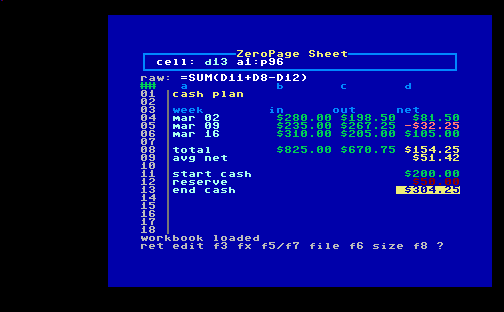 ZeroPage Sheet
cell: d13 a1:p96
raw: =SUM(D11+D8-D12)
## a b c d
01 cash plan
02
03 week in out net
04 mar 02 $280.00 $198.50 $81.50
05 mar 09 $235.00 $267.25 -$32.25
06 mar 16 $310.00 $205.00 $105.00
07
08 total $825.00 $670.75 $154.25
09 avg net $51.42
10
11 start cash $200.00
12 reserve
13 end cash $304.25
14
15
16
17
18
workbook loaded
ret edit f3 fx f5/f7 file f6 size f8 ?